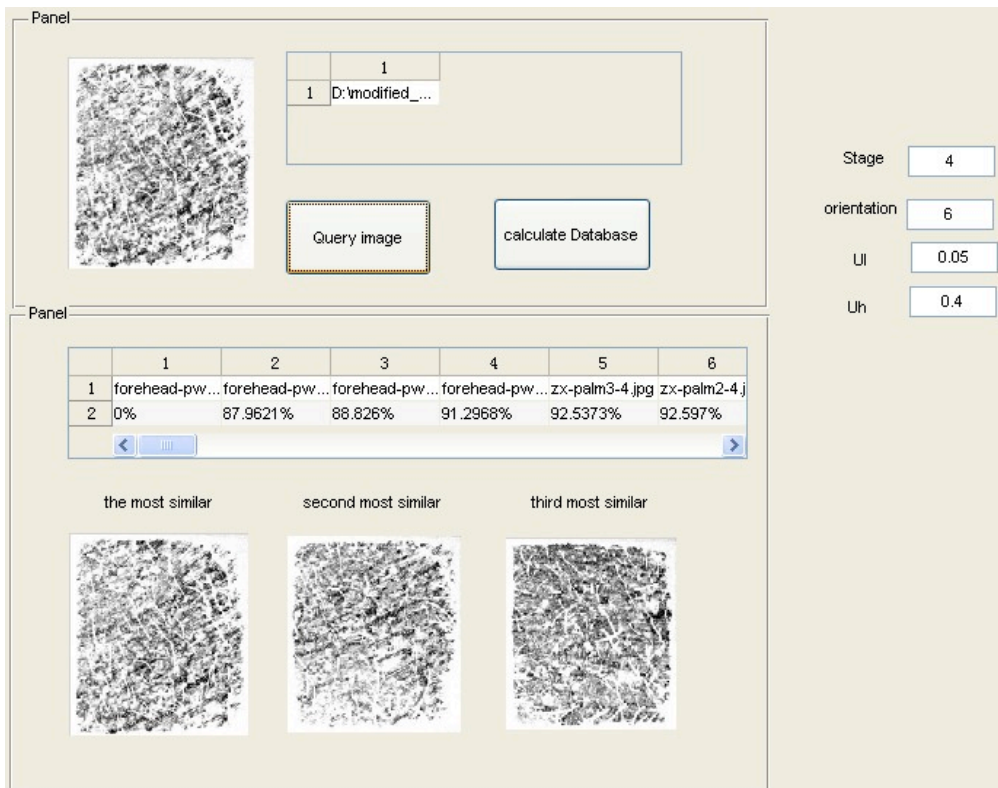 Panel
1
1 D:\modified_...
Query image
calculate Database
Stage 4
orientation 6
Ul 0.05
Uh 0.4
Panel
1 2 3 4 5 6
1 forehead-pw... forehead-pw... forehead-pw... forehead-pw... zx-palm3-4.jpg zx-palm2-4.j
2 0% 87.9621% 88.826% 91.2968% 92.5373% 92.597%
the most similar
second most similar
third most similar